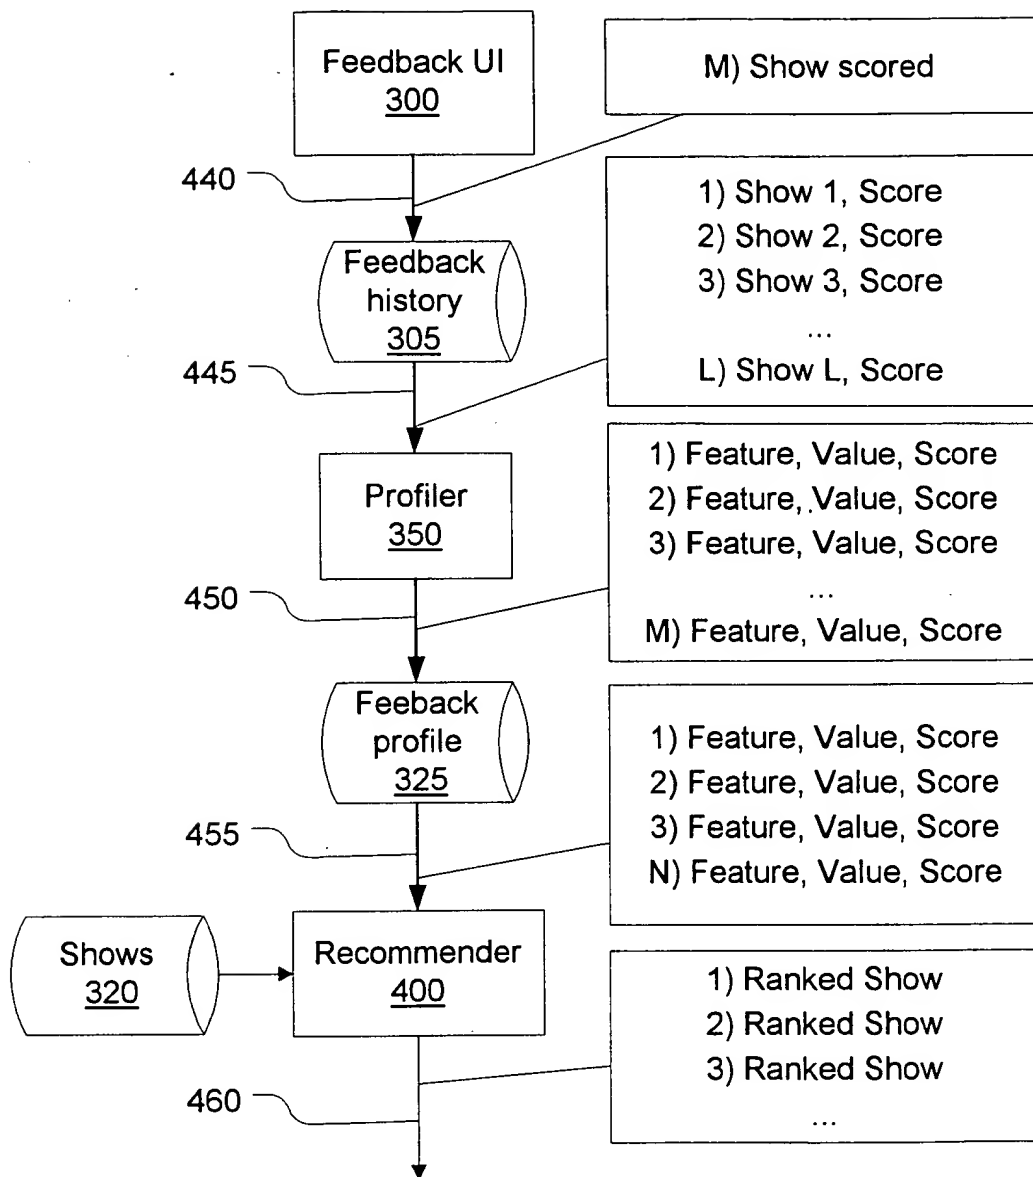 Feedback UI
300
M) Show scored
440
1) Show 1, Score
2) Show 2, Score
3) Show 3, Score
...
L) Show L, Score
Feedback
history
305
445
Profiler
350
1) Feature, Value, Score
2) Feature, Value, Score
3) Feature, Value, Score
...
M) Feature, Value, Score
450
Feeback
profile
325
1) Feature, Value, Score
2) Feature, Value, Score
3) Feature, Value, Score
N) Feature, Value, Score
455
Shows
320
Recommender
400
1) Ranked Show
2) Ranked Show
3) Ranked Show
...
460